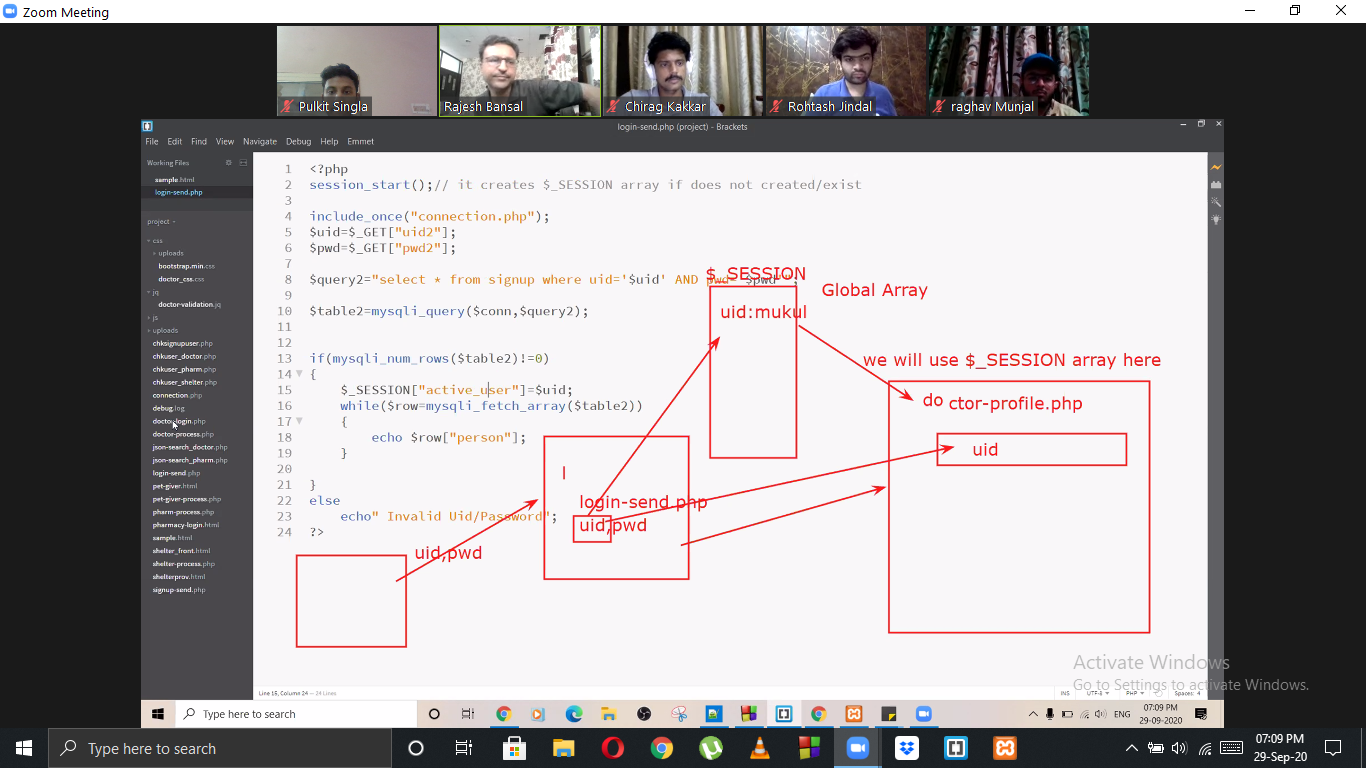 Zoom Meeting
Pulkit Singla
Rajesh Bansal
Chirag Kakkar
Rohtash Jindal
raghav Munjal
login-send.php (project) - Brackets
File Edit Find View Navigate Debug Help Emmet
Working Files
sample.html
login-send.php
project
css
uploads
bootstrap.min.css
doctor_css.css
jq
doctor-validation.jq
js
uploads
chksignupuser.php
chkuser_doctor.php
chkuser_pharm.php
chkuser_shelter.php
connection.php
debug.log
doctor-login.php
doctor-process.php
json-search_doctor.php
json-search_pharm.php
login-send.php
pet-giver.html
pet-giver-process.php
pharm-process.php
pharmacy-login.html
sample.html
shelter_front.html
shelter-process.php
shelterprov.html
signup-send.php
1 <?php
2 session_start();// it creates $_SESSION array if does not created/exist
3
4 include_once("connection.php");
5 $uid=$_GET["uid2"];
6 $pwd=$_GET["pwd2"];
7
8 $query2="select * from signup where uid='$uid' AND pwd='$pwd'";
9
10 $table2=mysqli_query($conn,$query2);
11
12
13 if(mysqli_num_rows($table2)!=0)
14 {
15 $_SESSION["active_user"]=$uid;
16 while($row=mysqli_fetch_array($table2))
17 {
18 echo $row["person"];
19 }
20
21 }
22 else
23 echo" Invalid Uid/Password";
24 ?>
$_SESSION
Global Array
uid:mukul
we will use $_SESSION array here
do ctor-profile.php
uid
l
login-send php
uid,pwd
uid,pwd
Line 15, Column 24 — 24 Lines
INS UTF-8 PHP Spaces: 4
Activate Windows
Go to Settings to activate Windows.
Type here to search
ENG
07:09 PM
29-09-2020
Type here to search
07:09 PM
29-Sep-20